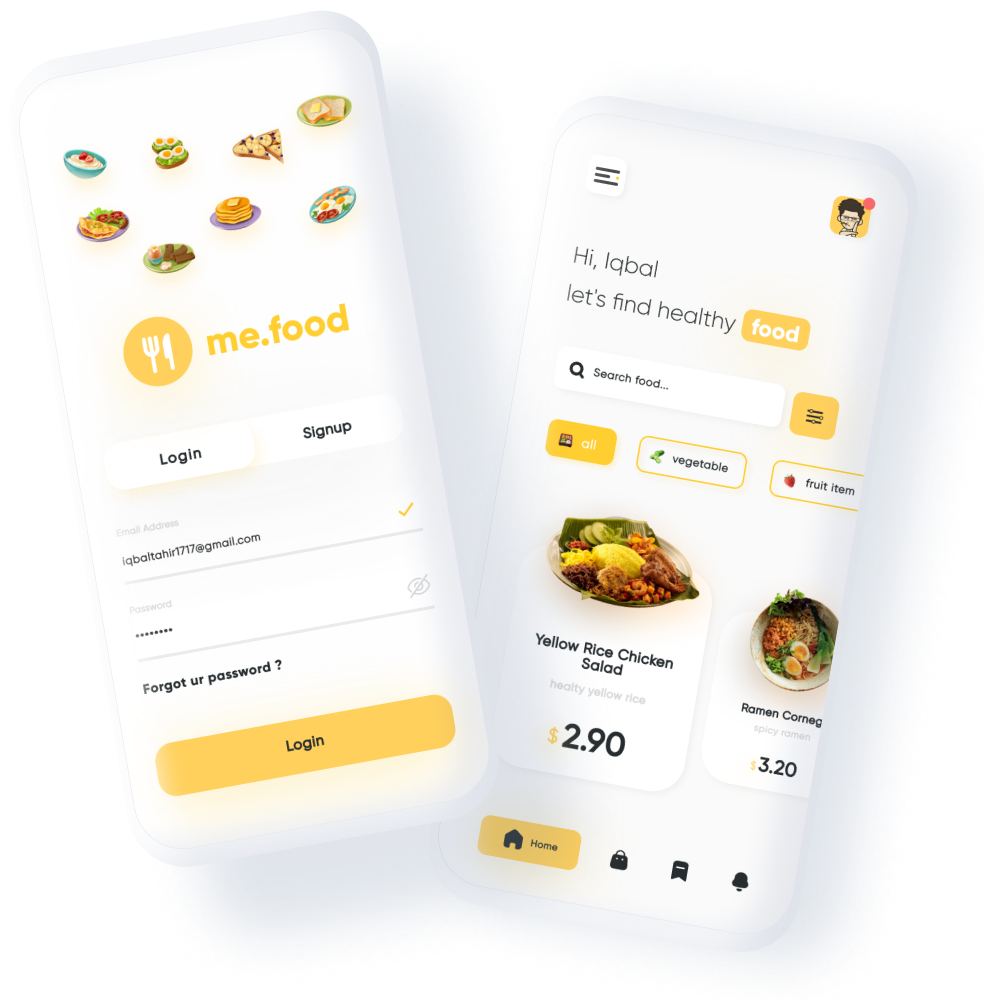 me.food
Login
Signup
Email Address
iqbaltahir1717@gmail.com
Password
Forgot ur password ?
Login
Hi, Iqbal
let's find healthy food
Search food...
all
vegetable
fruit item
Yellow Rice Chicken
Salad
healty yellow rice
$2.90
Ramen Corneg
spicy ramen
$3.20
Home